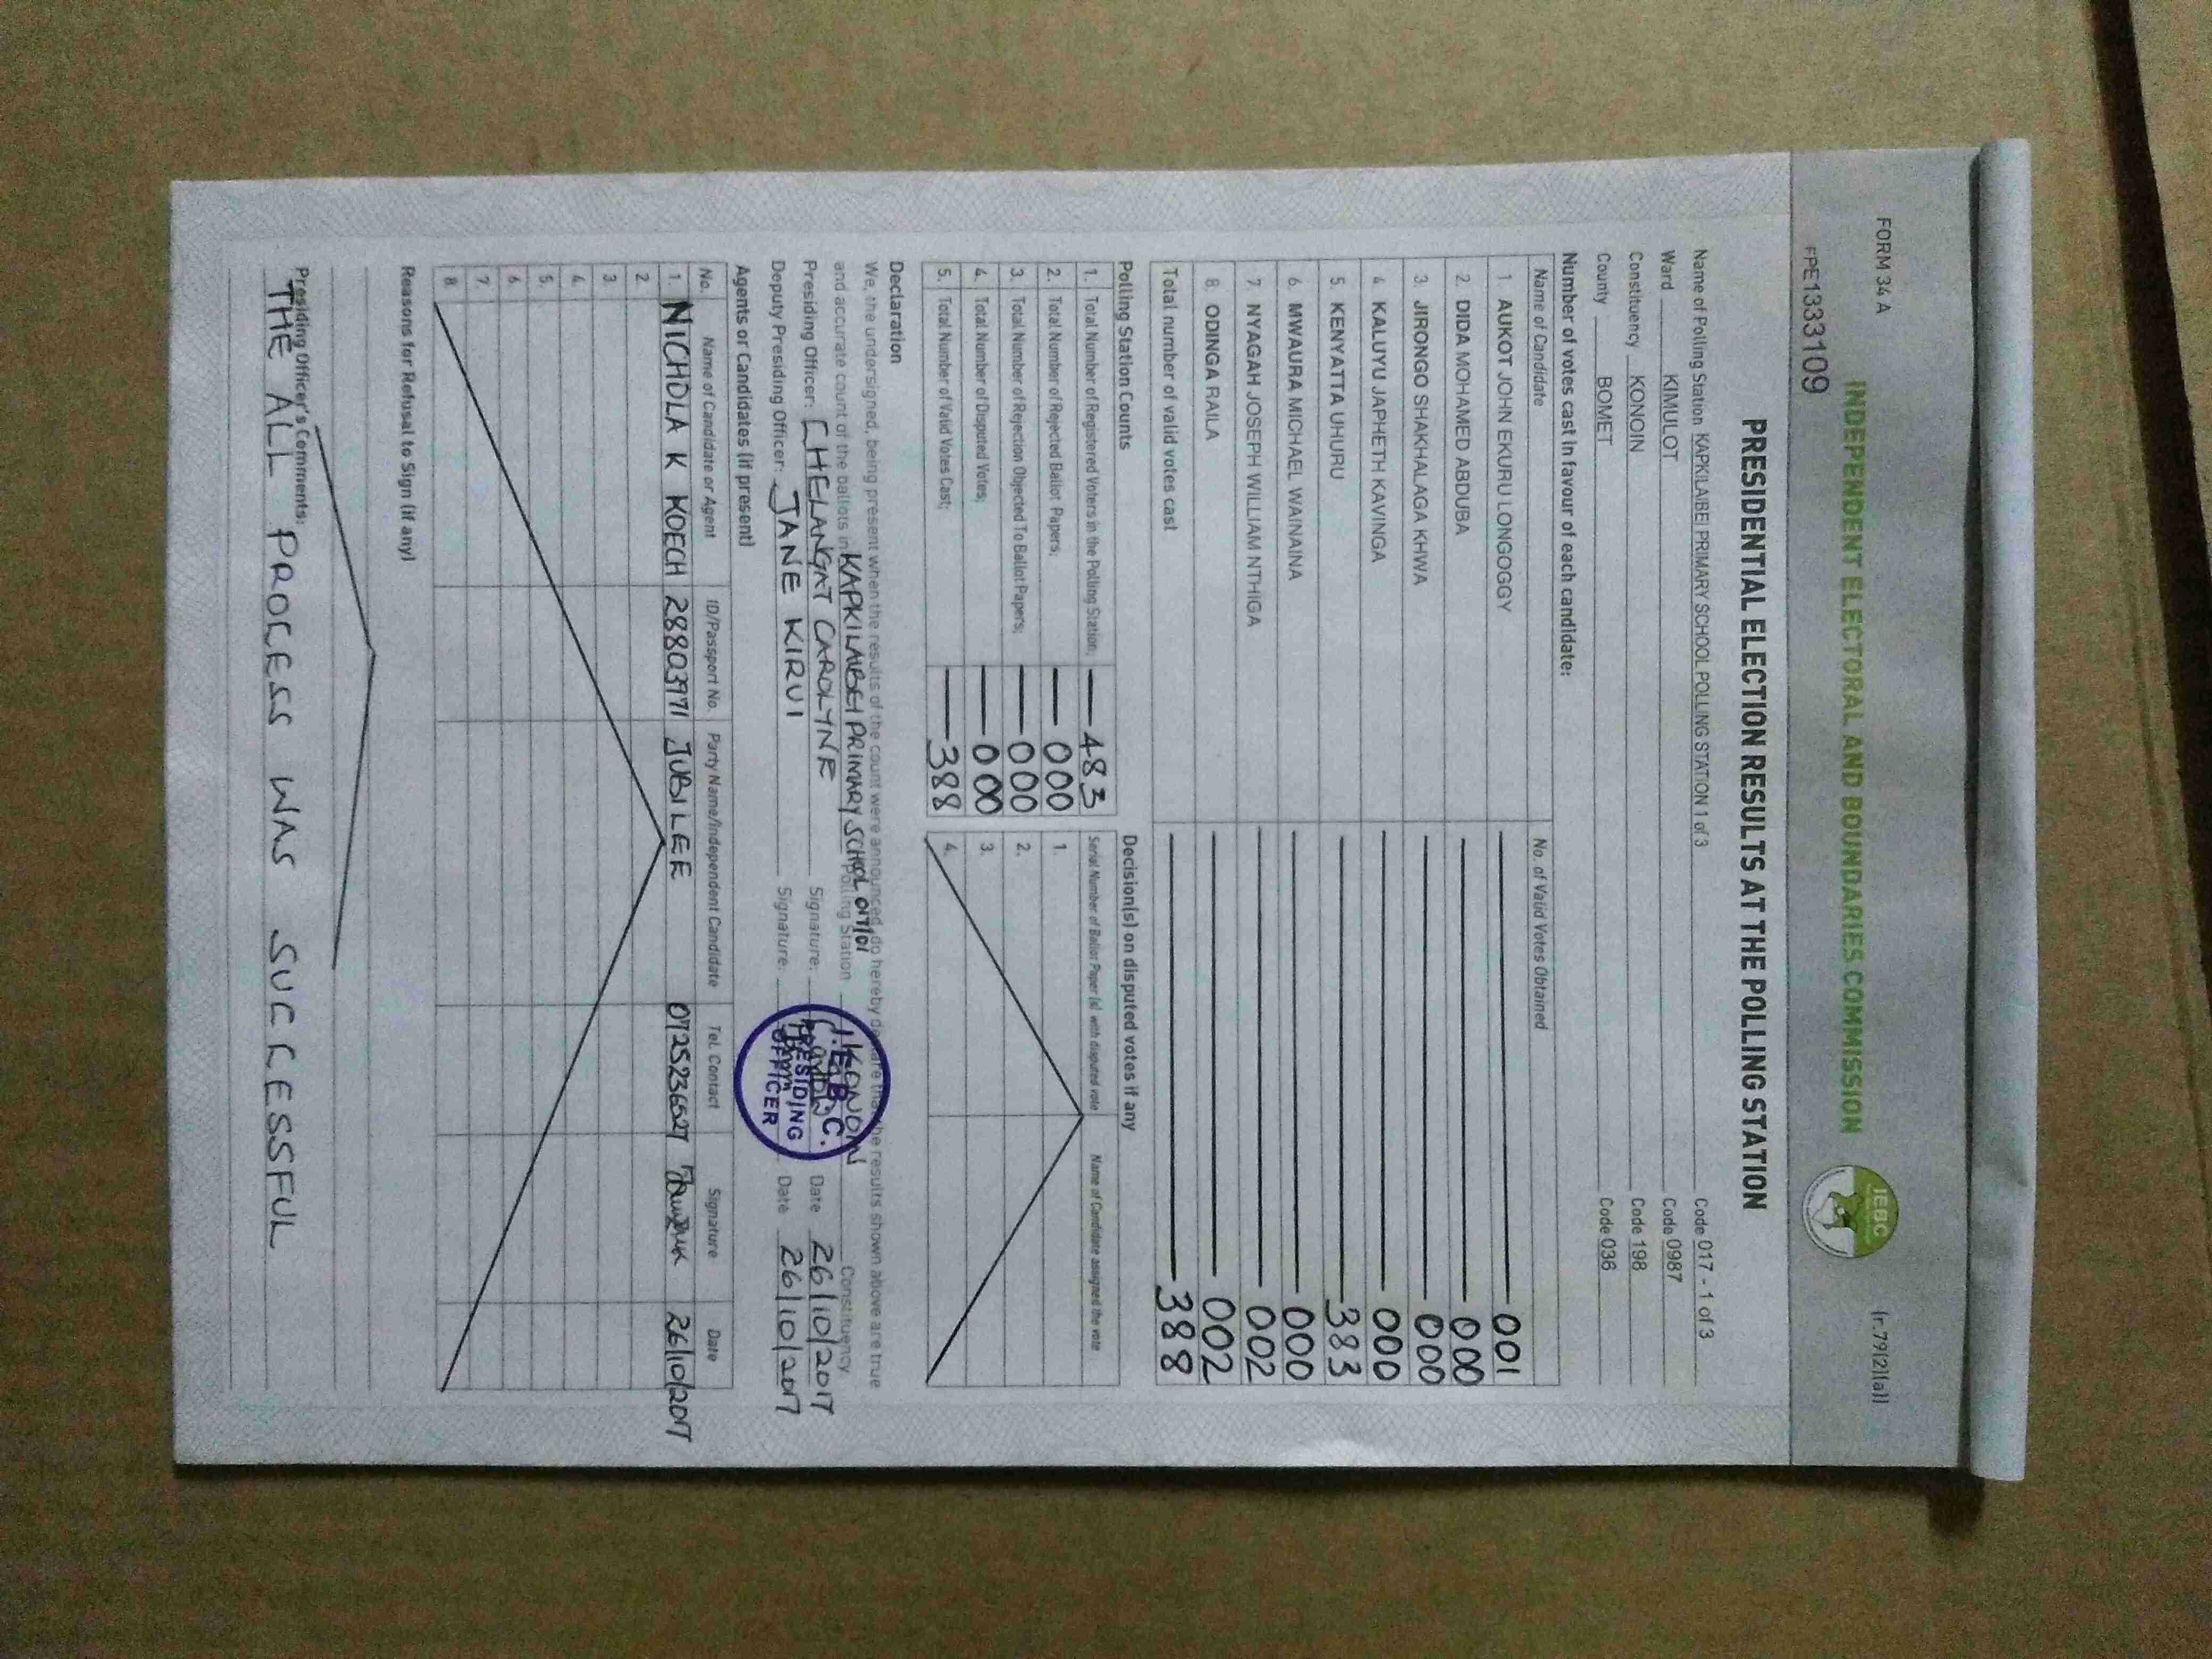 FORM 34 A
(r.79(2)(a))
INDEPENDENT ELECTORAL AND BOUNDARIES COMMISSION
IEBC
FPE1333109
PRESIDENTIAL ELECTION RESULTS AT THE POLLING STATION
Name of Polling Station KAPKILAIBEI PRIMARY SCHOOL POLLING STATION 1 of 3 Code 017 - 1 of 3
Ward KIMULOT Code 0987
Constituency KONOIN Code 198
County BOMET Code 036
Number of votes cast in favour of each candidate:
Name of Candidate No. of Valid Votes Obtained
1. AUKOT JOHN EKURU LONGOGGY 001
2. DIDA MOHAMED ABDUBA 000
3. JIRONGO SHAKHALAGA KHWA 000
4. KALUYU JAPHETH KAVINGA 000
5. KENYATTA UHURU 383
6. MWAURA MICHAEL WAINAINA 000
7. NYAGAH JOSEPH WILLIAM NTHIGA 002
8. ODINGA RAILA 002
Total number of valid votes cast 388
Polling Station Counts Decision(s) on disputed votes if any
1. Total Number of Registered Voters in the Polling Station; 483 Serial Number of Ballot Paper (s) with disputed vote Name of Candidate assigned the vote
2. Total Number of Rejected Ballot Papers; 000 1.
3. Total Number of Rejection Objected To Ballot Papers; 000 2.
4. Total Number of Disputed Votes; 000 3.
5. Total Number of Valid Votes Cast; 388 4.
Declaration
We, the undersigned, being present when the results of the count were announced, do hereby declare that the results shown above are true
and accurate count of the ballots in KAPKILAIBEI PRIMARY SCHOOL 017/01 Polling Station KONOIN Constituency
Presiding Officer: CHELANGAT CAROLYNE Signature: Date 26/10/2017
Deputy Presiding Officer: JANE KIRUI Signature: Date 26/10/2017
I.E.B.C.
PRESIDING
OFFICER
Agents or Candidates (if present)
No. Name of Candidate or Agent ID/Passport No. Party Name/Independent Candidate Tel. Contact Signature Date
1. NICHOLA K KOECH 28803971 JUBILEE 0725236527 26/10/2017
2.
3
4
5.
6
7
8
Reasons for Refusal to Sign (if any)
Presiding Officer's Comments:
THE ALL PROCESS WAS SUCCESSFUL